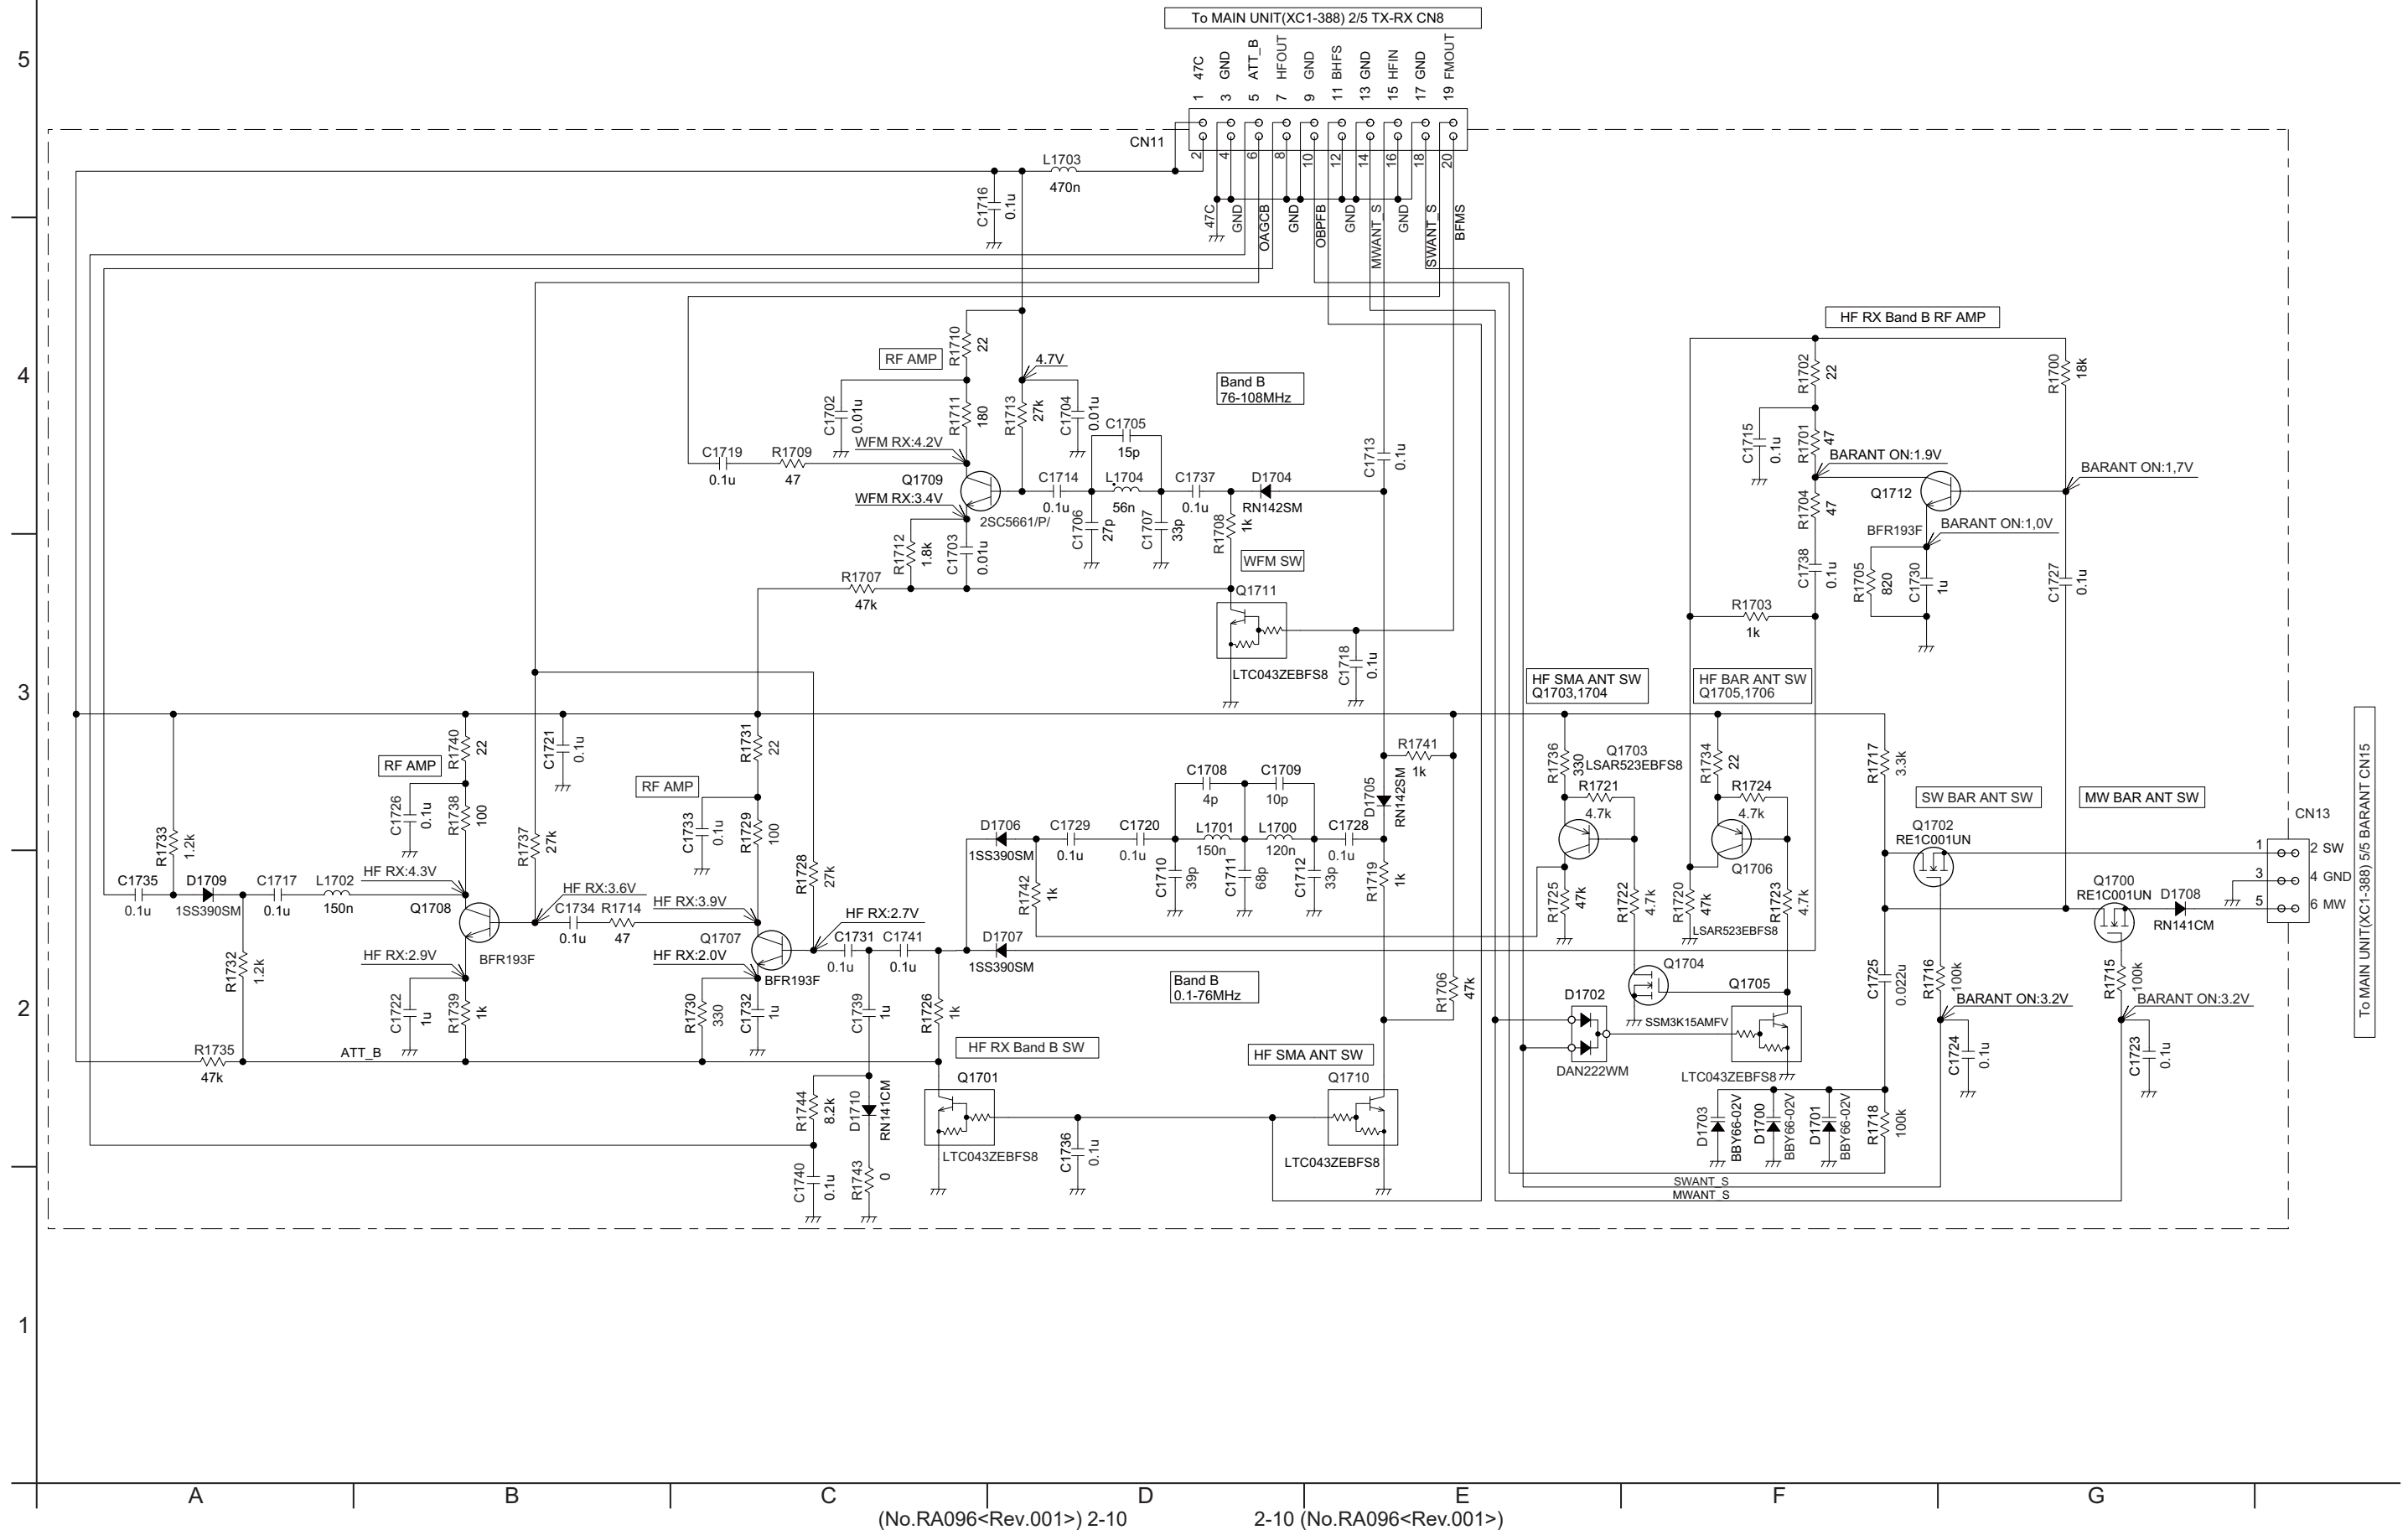 To MAIN UNIT(XC1-388) 2/5 TX-RX CN8
5
1 47C
3 GND
5 ATT_B
7 HFOUT
9 GND
11 BHFS
13 GND
15 HFIN
17 GND
19 FMOUT
CN11
2
4
6
8
10
12
14
16
18
20
47C
GND
OAGCB
GND
OBPFB
GND
MWANT_S
GND
SWANT_S
BFMS
L1703
470n
C1716
0.1u
4
RF AMP
R1710
22
4.7V
C1702
0.01u
R1711
180
R1713
27k
C1704
0.01u
Band B
76-108MHz
C1705
15p
WFM RX:4.2V
C1719
0.1u
R1709
47
Q1709
WFM RX:3.4V
2SC5661/P/
C1714
0.1u
L1704
56n
C1737
0.1u
D1704
RN142SM
C1713
0.1u
C1706
27p
C1707
33p
R1708
1k
R1712
1.8k
C1703
0.01u
WFM SW
R1707
47k
Q1711
LTC043ZEBFS8
C1718
0.1u
HF RX Band B RF AMP
R1702
22
R1700
18k
C1715
0.1u
R1701
47
BARANT ON:1.9V
BARANT ON:1,7V
R1704
47
Q1712
BFR193F
BARANT ON:1,0V
C1738
0.1u
R1705
820
C1730
1u
C1727
0.1u
R1703
1k
3
HF SMA ANT SW
Q1703,1704
HF BAR ANT SW
Q1705,1706
R1733
1.2k
RF AMP
R1740
22
C1721
0.1u
C1726
0.1u
R1738
100
R1737
27k
RF AMP
R1731
22
C1733
0.1u
R1729
100
R1728
27k
D1706
1SS390SM
C1729
0.1u
C1720
0.1u
C1708
4p
C1709
10p
L1701
150n
L1700
120n
C1728
0.1u
D1705
RN142SM
R1741
1k
C1710
39p
C1711
68p
C1712
33p
R1719
1k
R1742
1k
R1736
330
Q1703
LSAR523EBFS8
R1721
4.7k
R1734
22
R1724
4.7k
Q1706
LSAR523EBFS8
R1725
47k
R1722
4.7k
R1720
47k
R1723
4.7k
R1717
3.3k
SW BAR ANT SW
Q1702
RE1C001UN
MW BAR ANT SW
Q1700
RE1C001UN
D1708
RN141CM
CN13
1
2 SW
3
4 GND
5
6 MW
To MAIN UNIT(XC1-388) 5/5 BARANT CN15
2
C1735
0.1u
D1709
1SS390SM
C1717
0.1u
L1702
150n
HF RX:4.3V
Q1708
BFR193F
HF RX:3.6V
C1734
0.1u
R1714
47
HF RX:3.9V
HF RX:2.9V
Q1707
BFR193F
HF RX:2.0V
HF RX:2.7V
C1731
0.1u
C1741
0.1u
D1707
1SS390SM
R1732
1.2k
C1722
1u
R1739
1k
R1730
330
C1732
1u
C1739
1u
R1726
1k
Band B
0.1-76MHz
R1706
47k
R1735
47k
ATT_B
R1744
8.2k
D1710
RN141CM
C1740
0.1u
R1743
0
HF RX Band B SW
Q1701
LTC043ZEBFS8
C1736
0.1u
HF SMA ANT SW
Q1710
LTC043ZEBFS8
D1702
DAN222WM
Q1704
SSM3K15AMFV
Q1705
LTC043ZEBFS8
D1703
BBY66-02V
D1700
BBY66-02V
D1701
BBY66-02V
R1718
100k
C1725
0.022u
R1716
100k
BARANT ON:3.2V
C1724
0.1u
R1715
100k
BARANT ON:3.2V
C1723
0.1u
SWANT_S
MWANT_S
1
A
B
C
D
E
F
G
(No.RA096<Rev.001>) 2-10
2-10 (No.RA096<Rev.001>)